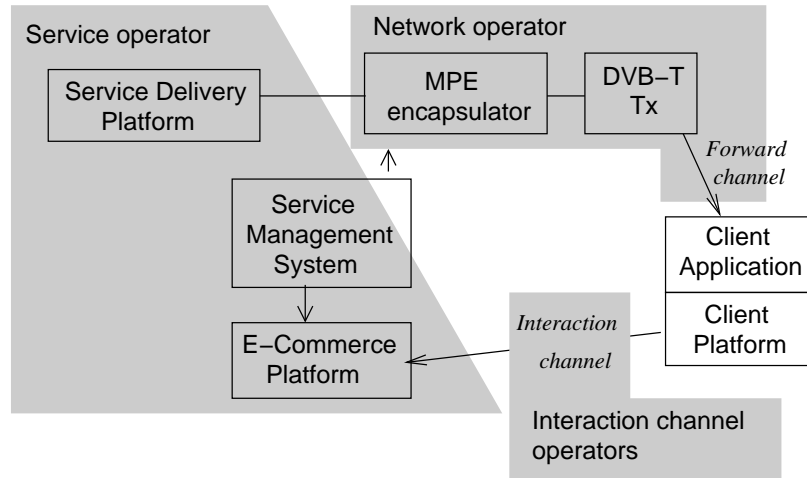 Service operator
Network operator
Service Delivery
Platform
MPE
encapsulator
DVB−T
Tx
Forward
channel
Service
Management
System
Client
Application
Client
Platform
Interaction
channel
E−Commerce
Platform
Interaction channel
operators